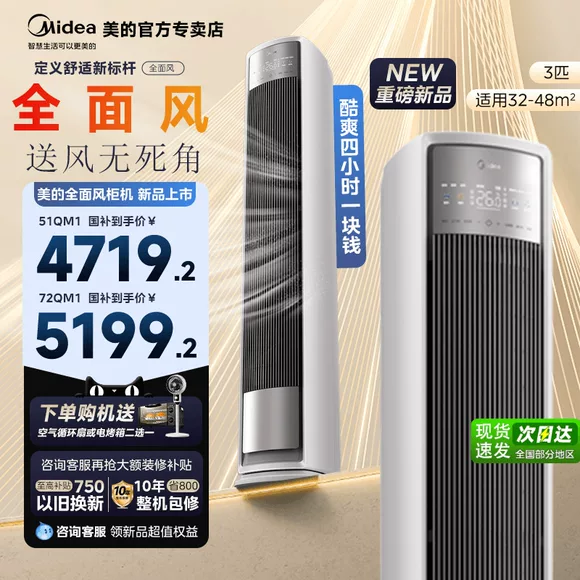 Midea 美的官方专卖店
智慧生活可以更美的
定义舒适新标杆 全面风
全面风
送风无死角
美的全面风柜机 新品上市
51QM1 国补到手价¥
4719.2
72QM1 国补到手价¥
5199.2
下单购机送
空气循环扇或电烤箱二选一
咨询客服再抢大额装修补贴
至高补贴750
以旧换新
10年
10年 省800
整机包修
咨询客服 领新品超值权益
NEW
重磅新品
3匹
适用32-48m²
酷爽四小时一块钱
Midea
26.0
现货速发
次日达
全国部分地区